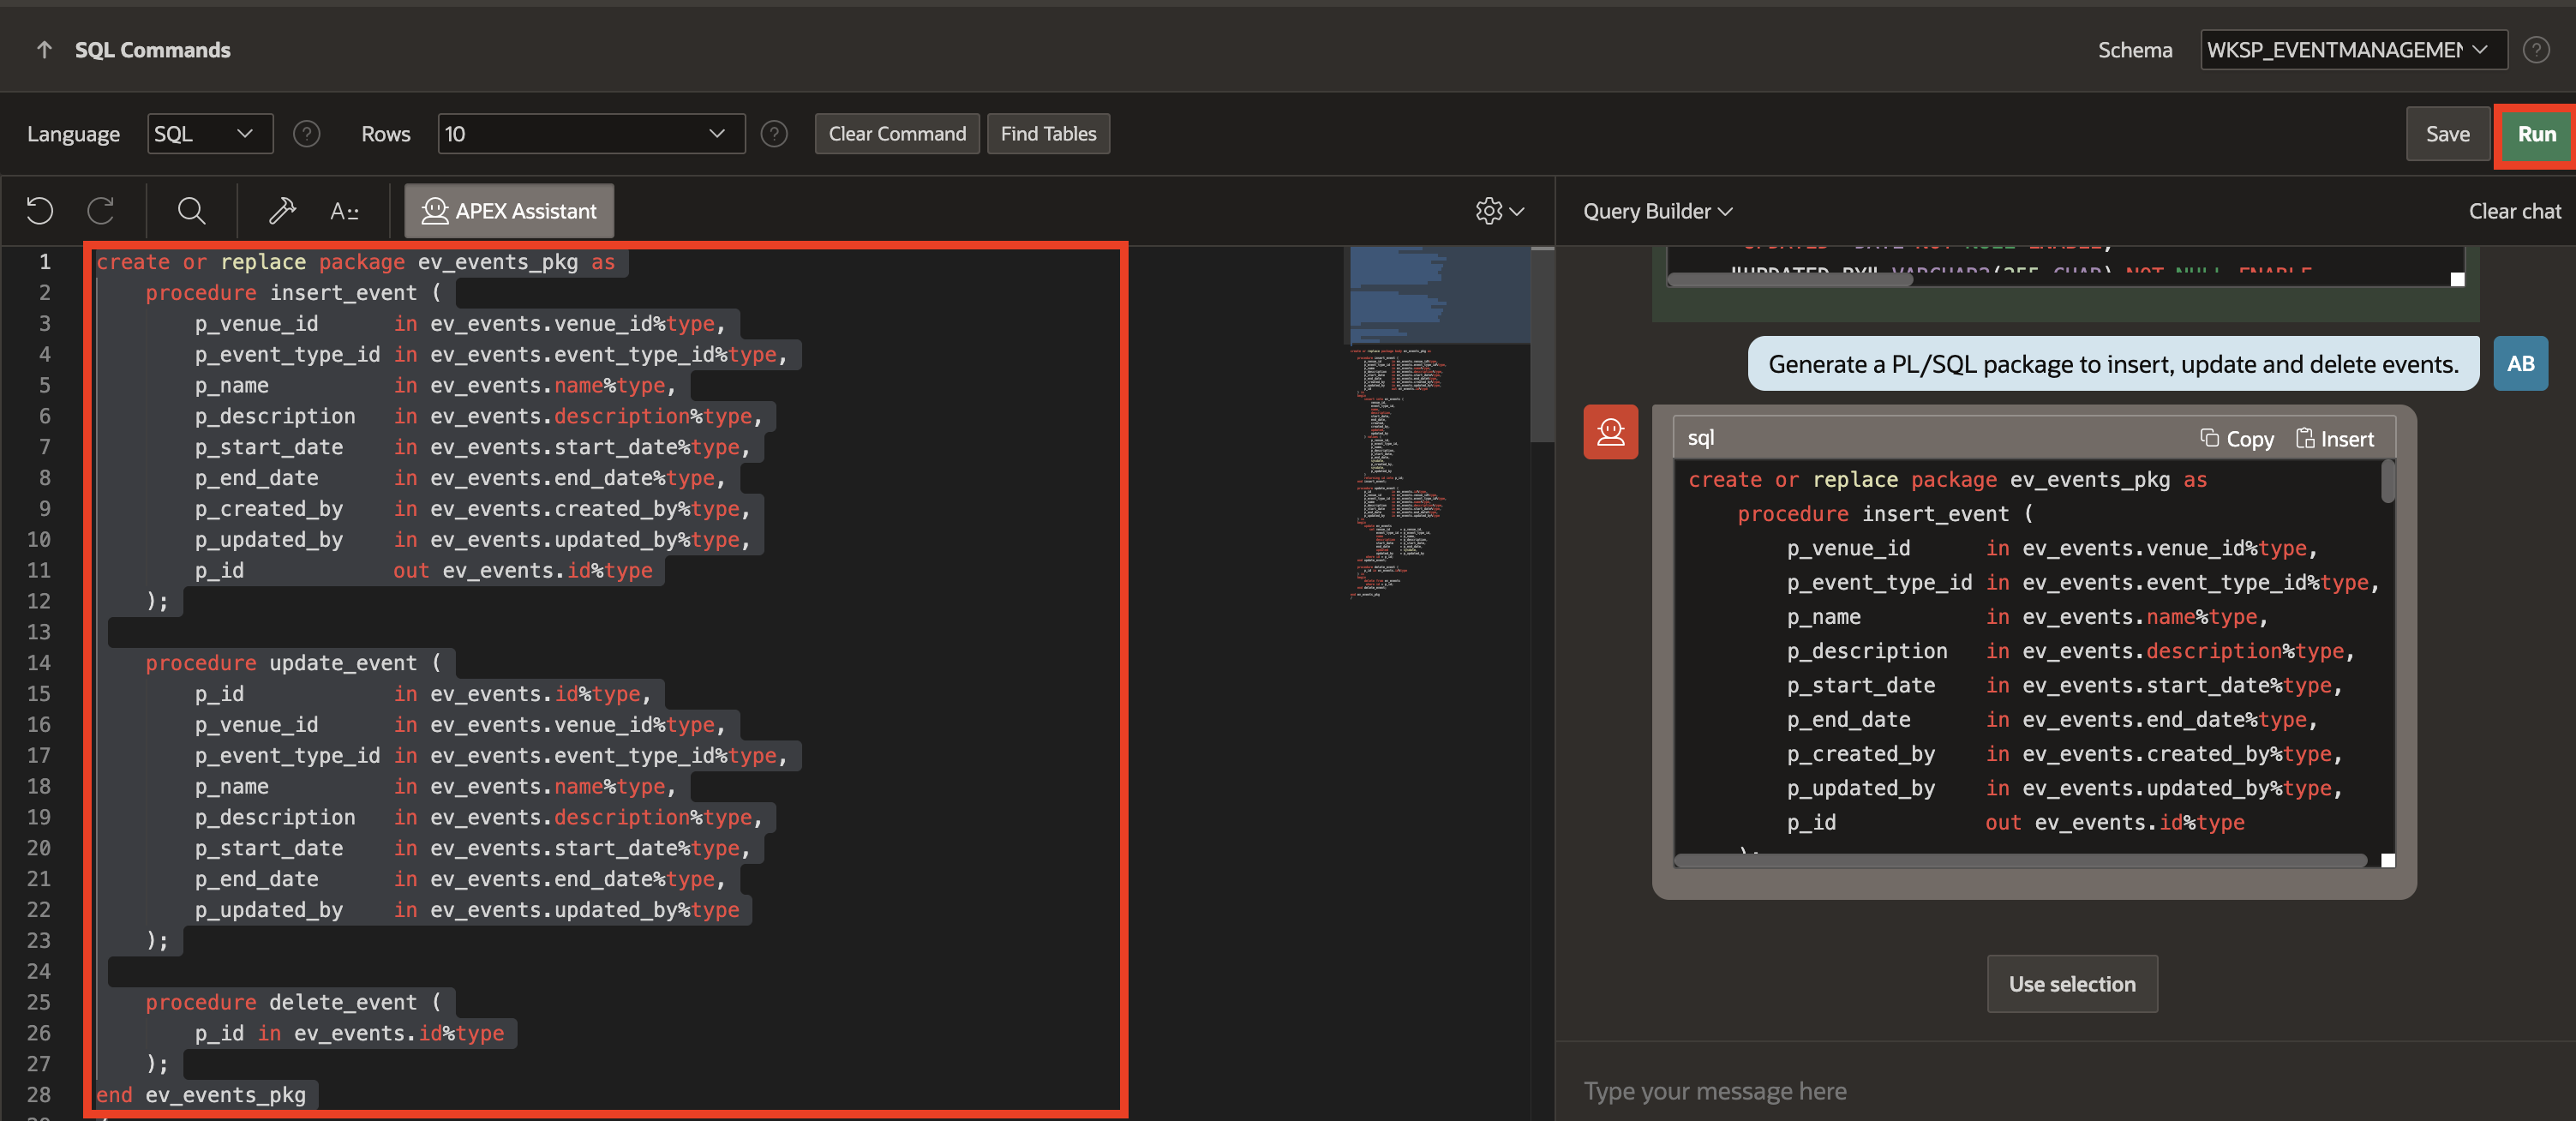 SQL Commands
Schema
WKSP_EVENTMANAGEMEN
Language
SQL
Rows
10
Clear Command
Find Tables
Save
Run
A::
APEX Assistant
Query Builder
Clear chat
1 create or replace package ev_events_pkg as
2 procedure insert_event (
3 p_venue_id in ev_events.venue_id%type,
4 p_event_type_id in ev_events.event_type_id%type,
5 p_name in ev_events.name%type,
6 p_description in ev_events.description%type,
7 p_start_date in ev_events.start_date%type,
8 p_end_date in ev_events.end_date%type,
9 p_created_by in ev_events.created_by%type,
10 p_updated_by in ev_events.updated_by%type,
11 p_id out ev_events.id%type
12 );
13
14 procedure update_event (
15 p_id in ev_events.id%type,
16 p_venue_id in ev_events.venue_id%type,
17 p_event_type_id in ev_events.event_type_id%type,
18 p_name in ev_events.name%type,
19 p_description in ev_events.description%type,
20 p_start_date in ev_events.start_date%type,
21 p_end_date in ev_events.end_date%type,
22 p_updated_by in ev_events.updated_by%type
23 );
24
25 procedure delete_event (
26 p_id in ev_events.id%type
27 );
28 end ev_events_pkg
"UPDATED_BY" VARCHAR2(255 CHAR) NOT NULL ENABLE
Generate a PL/SQL package to insert, update and delete events.
AB
sql
Copy
Insert
create or replace package ev_events_pkg as
procedure insert_event (
p_venue_id in ev_events.venue_id%type,
p_event_type_id in ev_events.event_type_id%type,
p_name in ev_events.name%type,
p_description in ev_events.description%type,
p_start_date in ev_events.start_date%type,
p_end_date in ev_events.end_date%type,
p_created_by in ev_events.created_by%type,
p_updated_by in ev_events.updated_by%type,
p_id out ev_events.id%type
Use selection
Type your message here